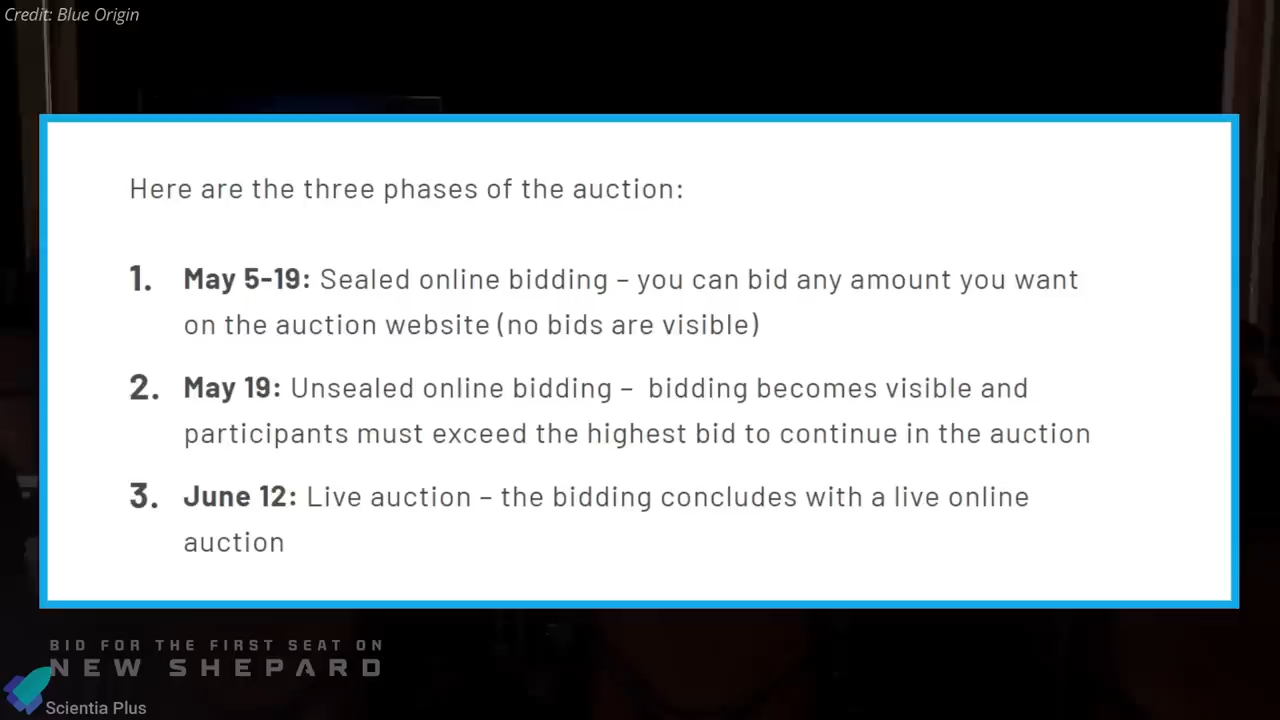 Credit: Blue Origin
Here are the three phases of the auction:
1. May 5-19: Sealed online bidding – you can bid any amount you want
on the auction website (no bids are visible)
2. May 19: Unsealed online bidding – bidding becomes visible and
participants must exceed the highest bid to continue in the auction
3. June 12: Live auction – the bidding concludes with a live online
auction
BID FOR THE FIRST SEAT ON
NEW SHEPARD
Scientia Plus